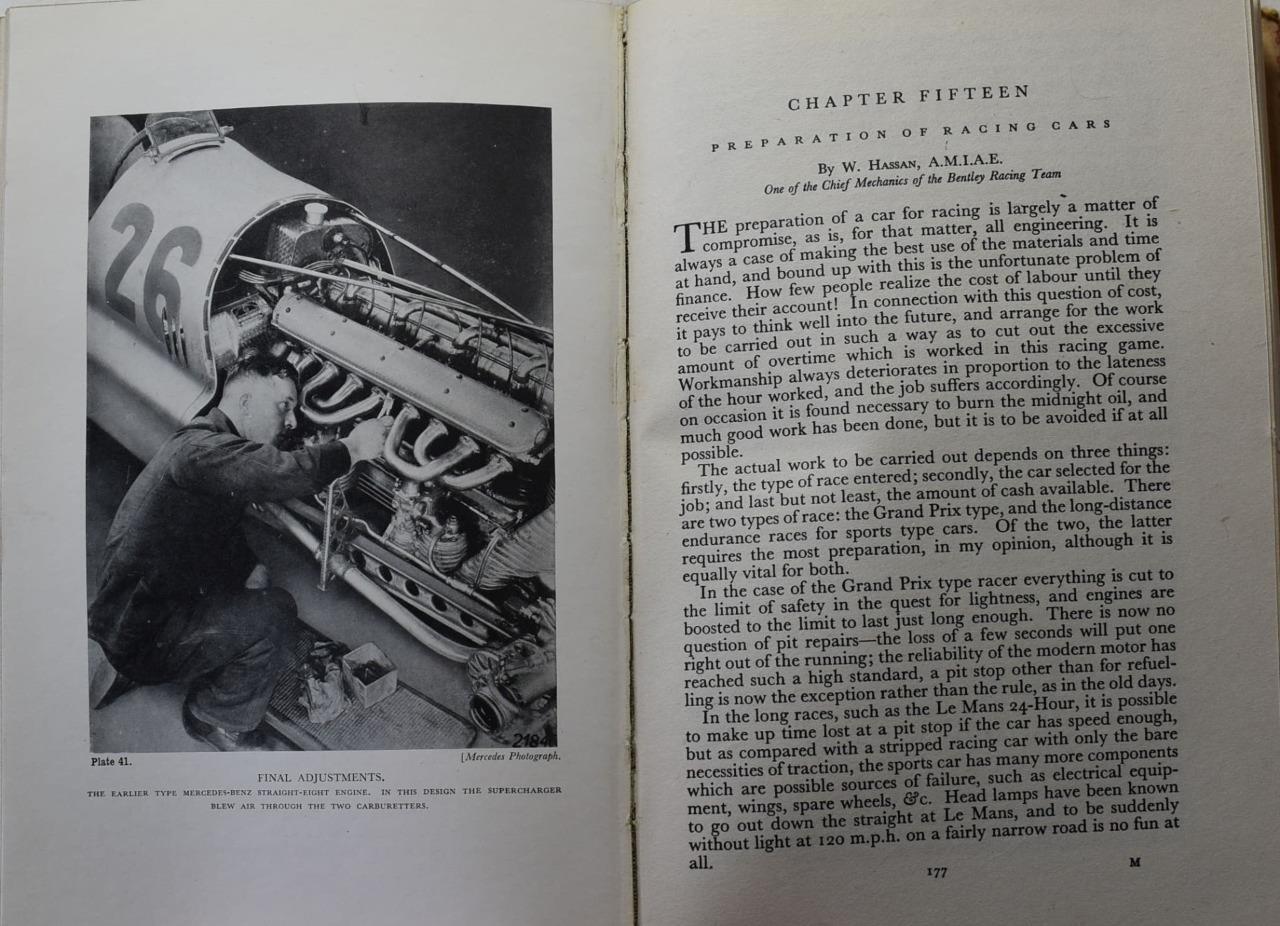 26
2184
Plate 41.
[Mercedes Photograph.
FINAL ADJUSTMENTS.
THE EARLIER TYPE MERCEDES-BENZ STRAIGHT-EIGHT ENGINE. IN THIS DESIGN THE SUPERCHARGER
BLEW AIR THROUGH THE TWO CARBURETTERS.
CHAPTER FIFTEEN
PREPARATION OF RACING CARS
By W. HASSAN, A.M.I.A.E.
One of the Chief Mechanics of the Bentley Racing Team
THE preparation of a car for racing is largely a matter of
compromise, as is, for that matter, all engineering. It is
always a case of making the best use of the materials and time
at hand, and bound up with this is the unfortunate problem of
finance. How few people realize the cost of labour until they
receive their account! In connection with this question of cost,
it pays to think well into the future, and arrange for the work
to be carried out in such a way as to cut out the excessive
amount of overtime which is worked in this racing game.
Workmanship always deteriorates in proportion to the lateness
of the hour worked, and the job suffers accordingly. Of course
on occasion it is found necessary to burn the midnight oil, and
much good work has been done, but it is to be avoided if at all
possible.
The actual work to be carried out depends on three things:
firstly, the type of race entered; secondly, the car selected for the
job; and last but not least, the amount of cash available. There
are two types of race: the Grand Prix type, and the long-distance
endurance races for sports type cars. Of the two, the latter
requires the most preparation, in my opinion, although it is
equally vital for both.
In the case of the Grand Prix type racer everything is cut to
the limit of safety in the quest for lightness, and engines are
boosted to the limit to last just long enough. There is now no
question of pit repairs—the loss of a few seconds will put one
right out of the running; the reliability of the modern motor has
reached such a high standard, a pit stop other than for refuel-
ling is now the exception rather than the rule, as in the old days.
In the long races, such as the Le Mans 24-Hour, it is possible
to make up time lost at a pit stop if the car has speed enough,
but as compared with a stripped racing car with only the bare
necessities of traction, the sports car has many more components
which are possible sources of failure, such as electrical equip-
ment, wings, spare wheels, &c. Head lamps have been known
to go out down the straight at Le Mans, and to be suddenly
without light at 120 m.p.h. on a fairly narrow road is no fun at
all.
177
M